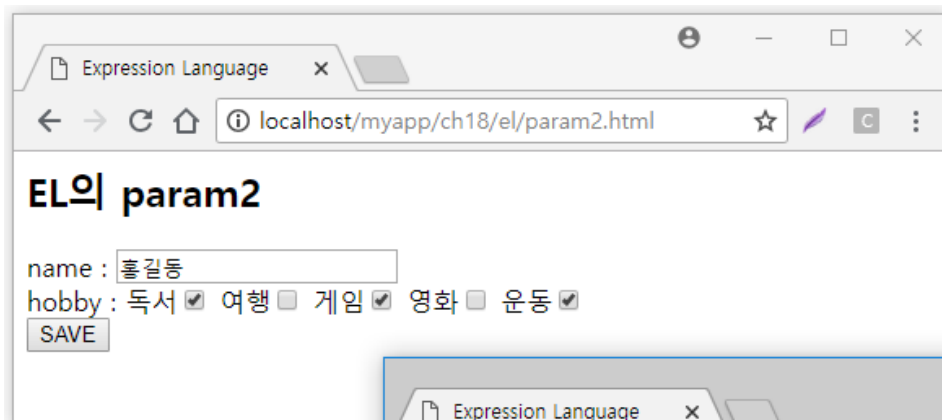 Expression Language
localhost/myapp/ch18/el/param2.html
C
EL의 param2
name : 홍길동
hobby : 독서 여행 게임 영화 운동
SAVE
Expression Language